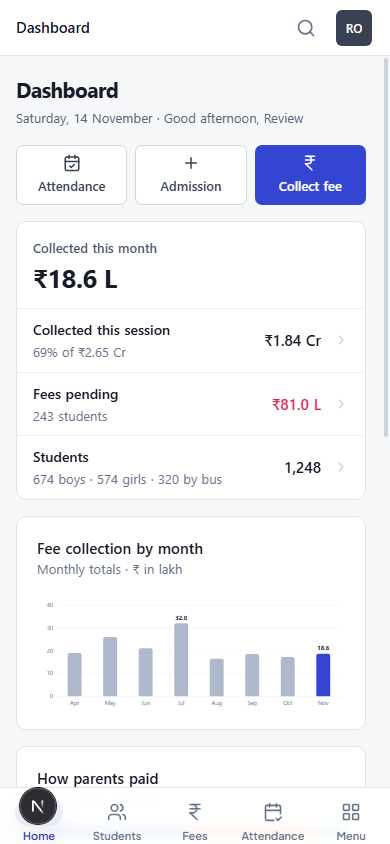 Dashboard
RO
Dashboard
Saturday, 14 November · Good afternoon, Review
Attendance
Admission
₹
Collect fee
Collected this month
₹18.6 L
Collected this session
₹1.84 Cr
69% of ₹2.65 Cr
Fees pending
₹81.0 L
243 students
Students
1,248
674 boys · 574 girls · 320 by bus
Fee collection by month
Monthly totals · ₹ in lakh
40
30
20
10
0
32.0
18.6
Apr May Jun Jul Aug Sep Oct Nov
How parents paid
N
₹
Home Students Fees Attendance Menu